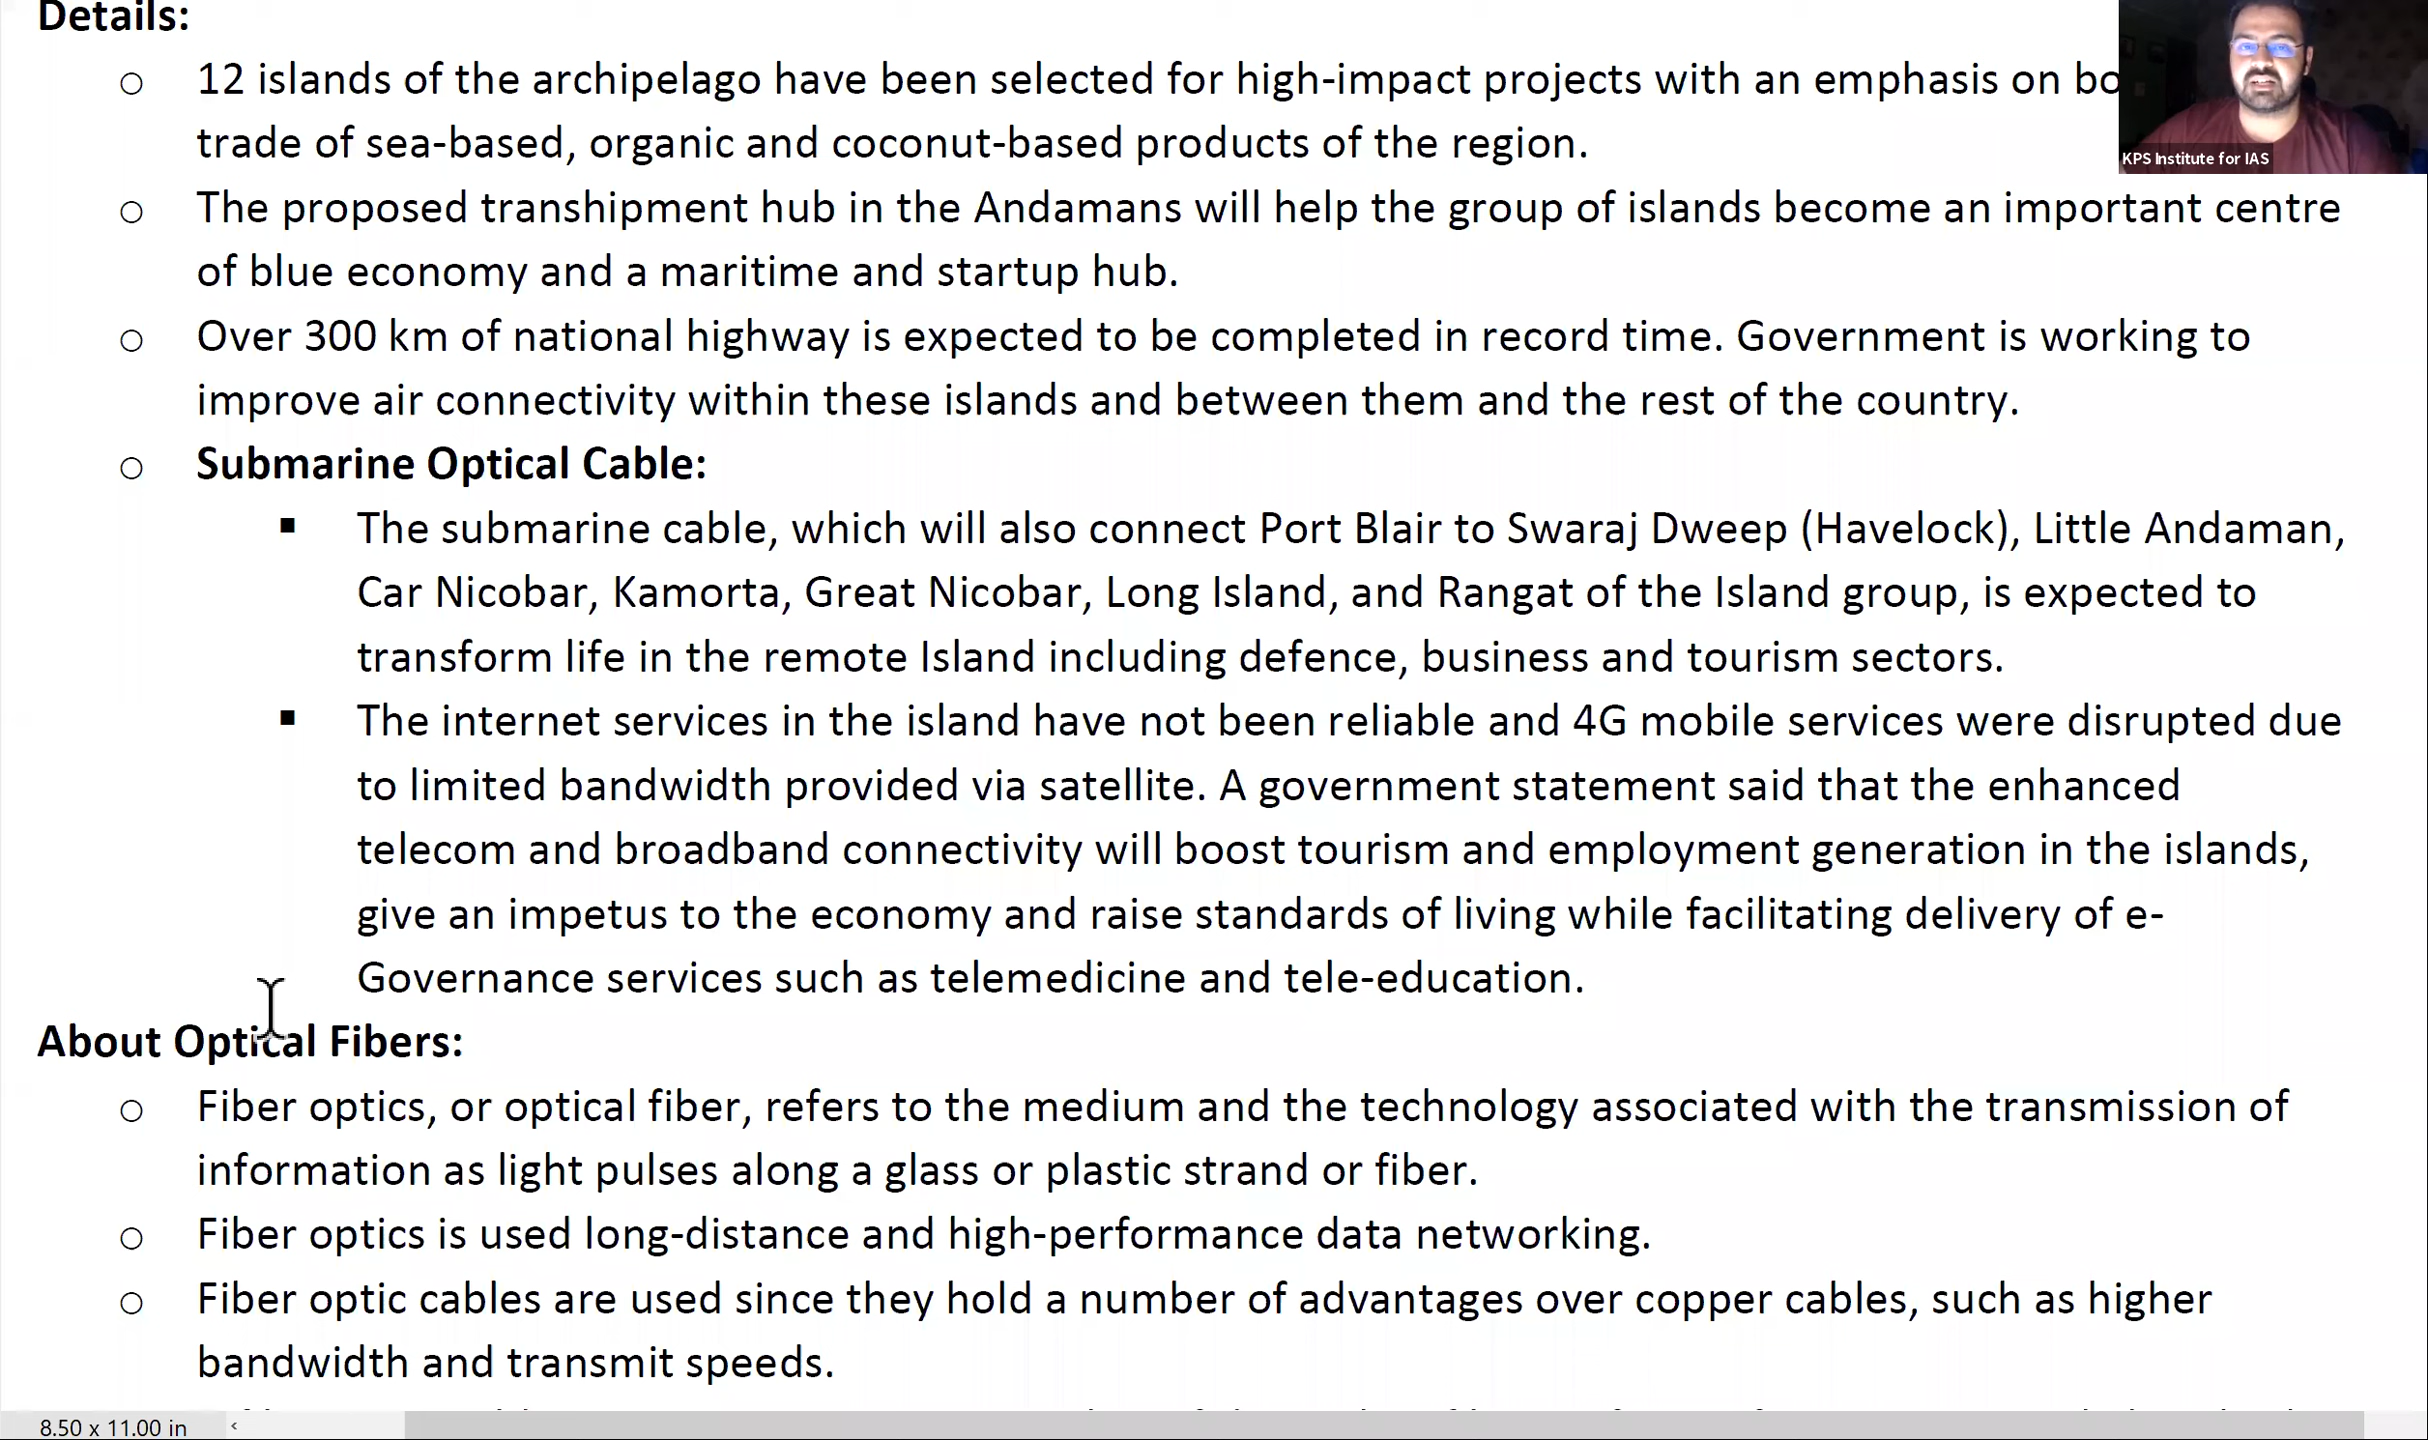 Details:
o 12 islands of the archipelago have been selected for high-impact projects with an emphasis on
trade of sea-based, organic and coconut-based products of the region.
o The proposed transhipment hub in the Andamans will help the group of islands become an important centre
of blue economy and a maritime and startup hub.
o Over 300 km of national highway is expected to be completed in record time. Government is working to
improve air connectivity within these islands and between them and the rest of the country.
o Submarine Optical Cable:
▪ The submarine cable, which will also connect Port Blair to Swaraj Dweep (Havelock), Little Andaman,
Car Nicobar, Kamorta, Great Nicobar, Long Island, and Rangat of the Island group, is expected to
transform life in the remote Island including defence, business and tourism sectors.
▪ The internet services in the island have not been reliable and 4G mobile services were disrupted due
to limited bandwidth provided via satellite. A government statement said that the enhanced
telecom and broadband connectivity will boost tourism and employment generation in the islands,
give an impetus to the economy and raise standards of living while facilitating delivery of e-
Governance services such as telemedicine and tele-education.
About Optical Fibers:
o Fiber optics, or optical fiber, refers to the medium and the technology associated with the transmission of
information as light pulses along a glass or plastic strand or fiber.
o Fiber optics is used long-distance and high-performance data networking.
o Fiber optic cables are used since they hold a number of advantages over copper cables, such as higher
bandwidth and transmit speeds.
KPS Institute for IAS
8.50 x 11.00 in